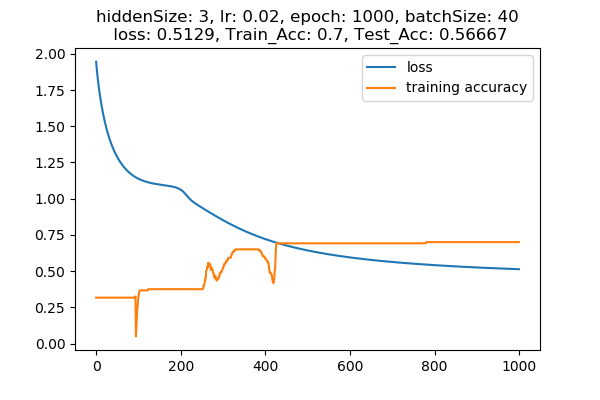 hiddenSize: 3, lr: 0.02, epoch: 1000, batchSize: 40
loss: 0.5129, Train_Acc: 0.7, Test_Acc: 0.56667
loss
training accuracy
2.00
1.75
1.50
1.25
1.00
0.75
0.50
0.25
0.00
0 200 400 600 800 1000